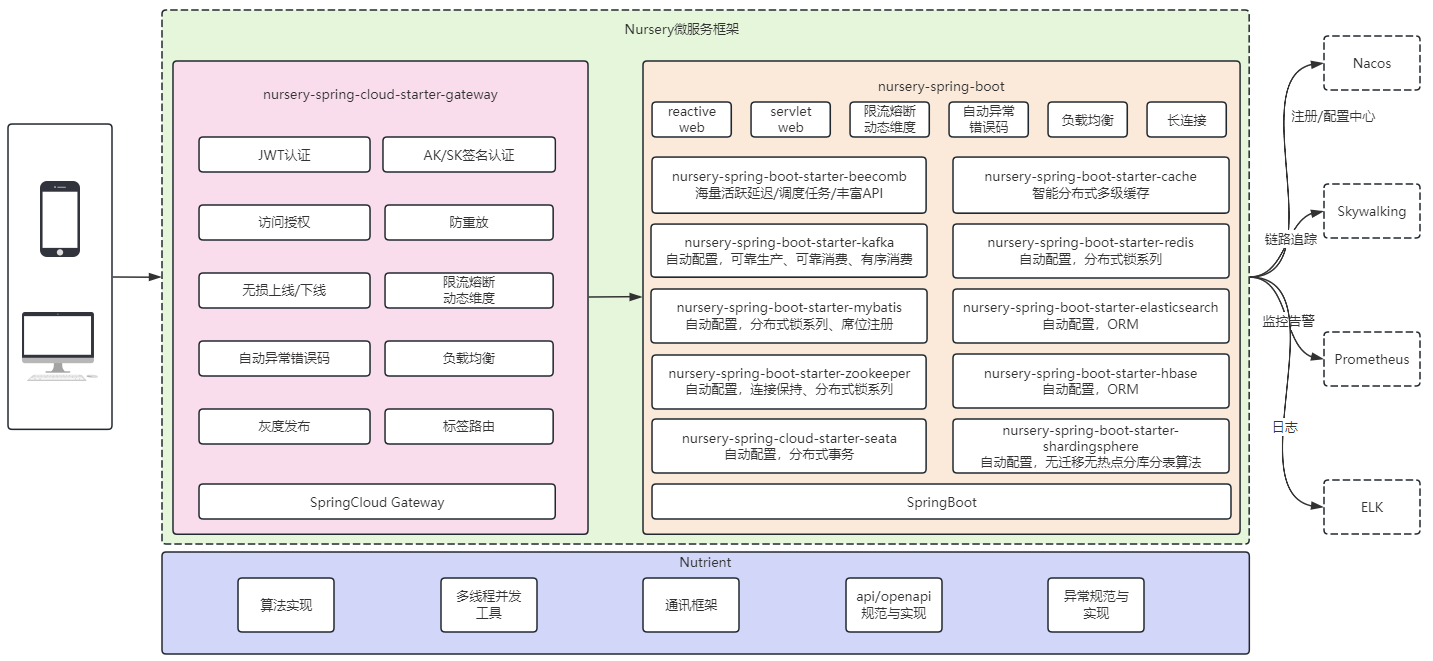 Nursery微服务框架
nursery-spring-cloud-starter-gateway
JWT认证
AK/SK签名认证
访问授权
防重放
无损上线/下线
限流熔断
动态维度
自动异常错误码
负载均衡
灰度发布
标签路由
SpringCloud Gateway
nursery-spring-boot
reactive
web
servlet
web
限流熔断
动态维度
自动异常
错误码
负载均衡
长连接
nursery-spring-boot-starter-beecomb
海量活跃延迟/调度任务/丰富API
nursery-spring-boot-starter-cache
智能分布式多级缓存
nursery-spring-boot-starter-kafka
自动配置，可靠生产、可靠消费、有序消费
nursery-spring-boot-starter-redis
自动配置，分布式锁系列
nursery-spring-boot-starter-mybatis
自动配置，分布式锁系列、席位注册
nursery-spring-boot-starter-elasticsearch
自动配置，ORM
nursery-spring-boot-starter-zookeeper
自动配置，连接保持、分布式锁系列
nursery-spring-boot-starter-hbase
自动配置，ORM
nursery-spring-cloud-starter-seata
自动配置，分布式事务
nursery-spring-boot-starter-
shardingsphere
自动配置，无迁移无热点分库分表算法
SpringBoot
Nacos
注册/配置中心
Skywalking
链路追踪
监控告警
Prometheus
日志
ELK
Nutrient
算法实现
多线程并发
工具
通讯框架
api/openapi
规范与实现
异常规范与
实现